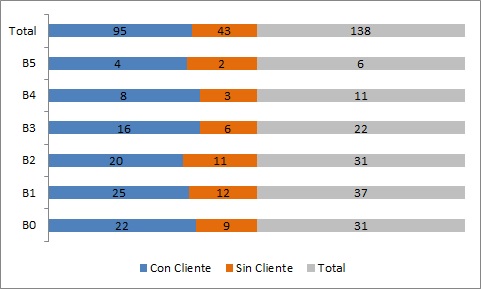 Total 95 43 138
B5 4 2 6
B4 8 3 11
B3 16 6 22
B2 20 11 31
B1 25 12 37
B0 22 9 31
Con Cliente Sin Cliente Total